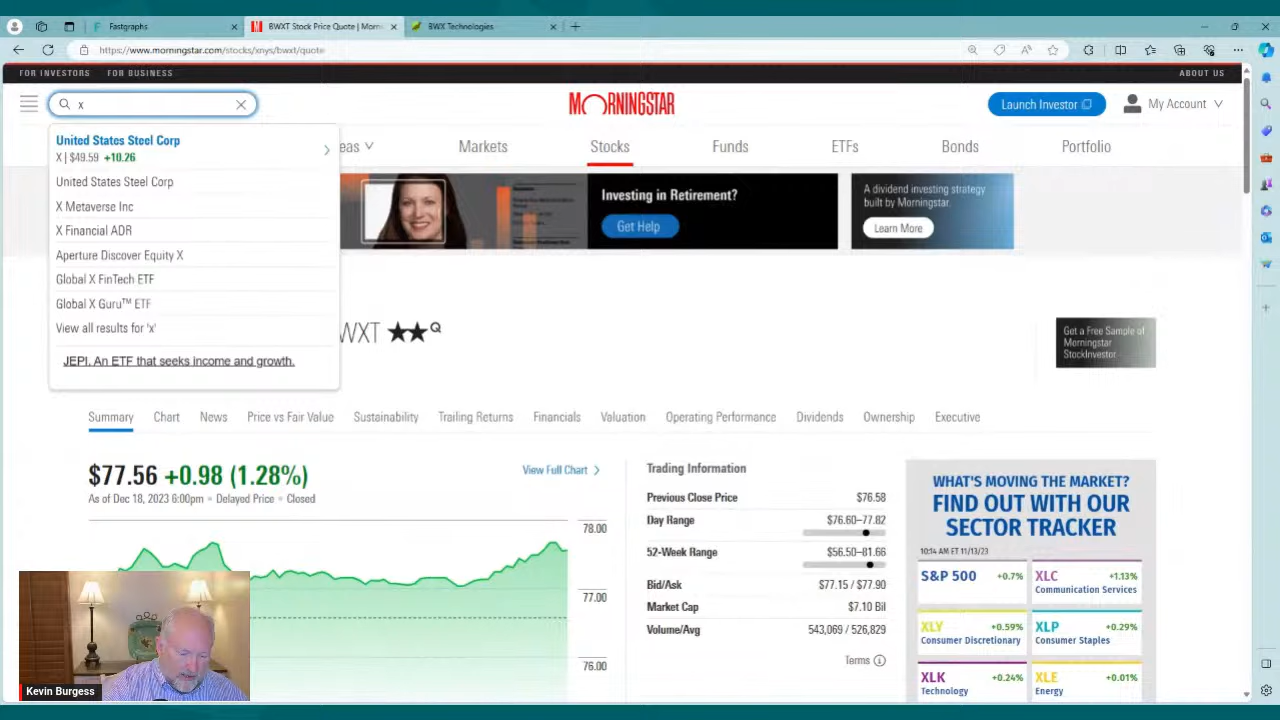 Fastgraphs
BWXT Stock Price Quote | Morn
BWX Technologies
https://www.morningstar.com/stocks/xnys/bwxt/quote
FOR INVESTORS FOR BUSINESS ABOUT US
x
MORNINGSTAR
Launch Investor
My Account
United States Steel Corp
X | $49.59 +10.26
United States Steel Corp
X Metaverse Inc
X Financial ADR
Aperture Discover Equity X
Global X FinTech ETF
Global X Guru™ ETF
View all results for 'x'
JEPI. An ETF that seeks income and growth.
eas Markets Stocks Funds ETFs Bonds Portfolio
Investing in Retirement?
Get Help
A dividend investing strategy
built by Morningstar.
Learn More
WXT ★★Q
Get a Free Sample of
Morningstar
StockInvestor
Summary Chart News Price vs Fair Value Sustainability Trailing Returns Financials Valuation Operating Performance Dividends Ownership Executive
$77.56 +0.98 (1.28%)
As of Dec 18, 2023 6:00pm • Delayed Price • Closed
View Full Chart
78.00
77.00
76.00
Trading Information
Previous Close Price $76.58
Day Range $76.60–77.82
52-Week Range $56.50–81.66
Bid/Ask $77.15 / $77.90
Market Cap $7.10 Bil
Volume/Avg 543,069 / 526,829
Terms
WHAT'S MOVING THE MARKET?
FIND OUT WITH OUR
SECTOR TRACKER
10:14 AM ET 11/13/23
S&P 500 +0.7%
XLC +1.13%
Communication Services
XLY +0.59%
Consumer Discretionary
XLP +0.29%
Consumer Staples
XLK +0.24%
Technology
XLE +0.01%
Energy
Kevin Burgess